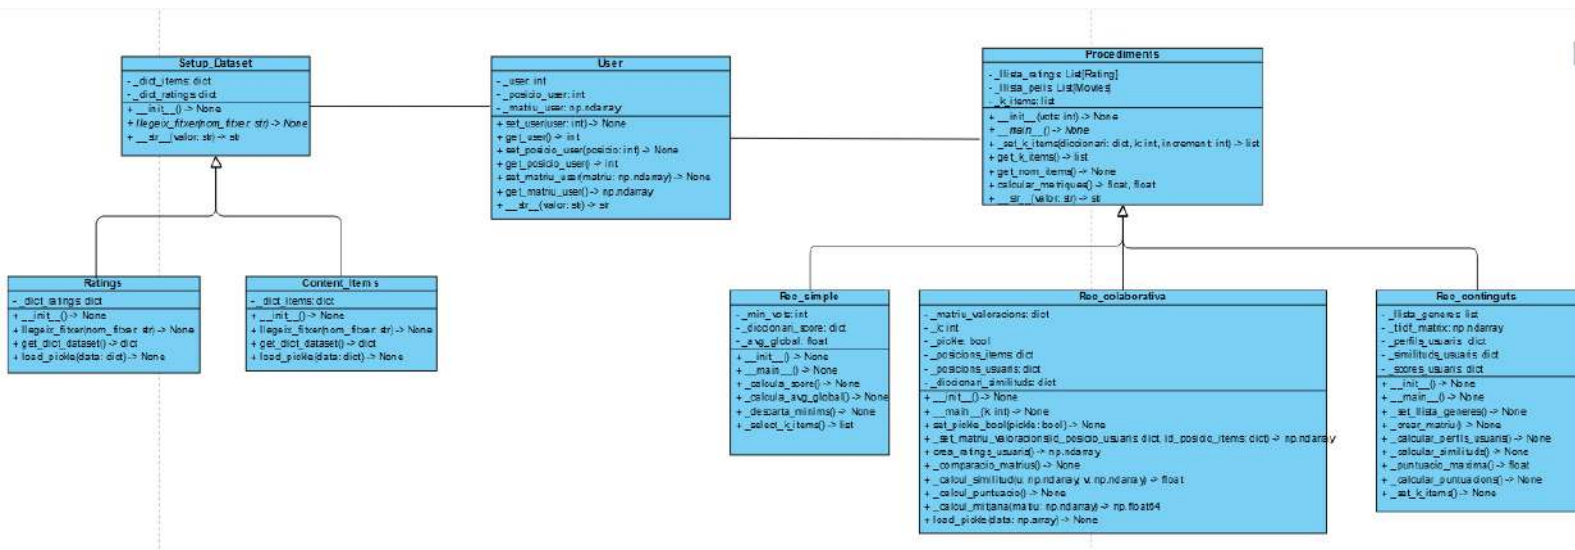 Setup_Dataset
- _dict_items: dict
- _dict_ratings: dict
+ __init__() -> None
+ llegeix_fitxer(nom_fitxer: str) -> None
+ __str__(valor: str) -> str
User
- _user: int
- _posicio_user: int
- _matriu_user: np.ndarray
+ set_user(user: int) -> None
+ get_user() -> int
+ set_posicio_user(posicio: int) -> None
+ get_posicio_user() -> int
+ set_matriu_user(matriu: np.ndarray) -> None
+ get_matriu_user() -> np.ndarray
+ __str__(valor: str) -> str
Procediments
- _llista_ratings: List[Rating]
- _llista_pelis: List[Movies]
- _k_items: list
+ __init__(vots: int) -> None
+ __main__() -> None
+ _set_k_items(diccionari: dict, k: int, increment: int) -> list
+ get_k_items() -> list
+ get_nom_items() -> None
+ calcular_metriques() -> float, float
+ __str__(valor: str) -> str
Ratings
- _dict_ratings: dict
+ __init__() -> None
+ llegeix_fitxer(nom_fitxer: str) -> None
+ get_dict_dataset() -> dict
+ load_pickle(data: dict) -> None
Content_Items
- _dict_items: dict
+ __init__() -> None
+ llegeix_fitxer(nom_fitxer: str) -> None
+ get_dict_dataset() -> dict
+ load_pickle(data: dict) -> None
Rec_simple
- _min_vots: int
- _diccionari_score: dict
- _avg_global: float
+ __init__() -> None
+ __main__() -> None
+ _calcula_score() -> None
+ _calcula_avg_global() -> None
+ _descarta_minims() -> None
+ _select_k_items() -> list
Rec_colaborativa
- _matriu_valoracions: dict
- _k: int
- _pickle: bool
- _posicions_items: dict
- _posicions_usuaris: dict
- _diccionari_similituds: dict
+ __init__() -> None
+ __main__(k: int) -> None
+ set_pickle_bool(pickle: bool) -> None
+ _set_matriu_valoracions(id_posicio_usuaris: dict, id_posicio_items: dict) -> np.ndarray
+ crea_ratings_usuaris() -> np.ndarray
+ _comparacio_matrius() -> None
+ _calcul_similitud(u: np.ndarray, v: np.ndarray) -> float
+ _calcul_puntuacio() -> None
+ _calcul_mitjana(matriu: np.ndarray) -> np.float64
+ load_pickle(data: np.array) -> None
Rec_continguts
- _llista_generes: list
- _tfidf_matrix: np.ndarray
- _perfils_usuaris: dict
- _similituds_usuaris: dict
- _scores_usuaris: dict
+ __init__() -> None
+ __main__() -> None
+ _set_llista_generes() -> None
+ _crear_matriu() -> None
+ _calcular_perfils_usuaris() -> None
+ _calcular_similituds() -> None
+ _puntuacio_maxima() -> float
+ _calcular_puntuacions() -> None
+ _set_k_items() -> None